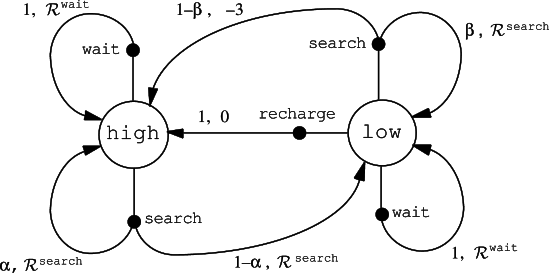 1, R^wait
1–β, –3
wait
search
β, R^search
1, 0
recharge
high
low
search
wait
α, R^search
1–α, R^search
1, R^wait